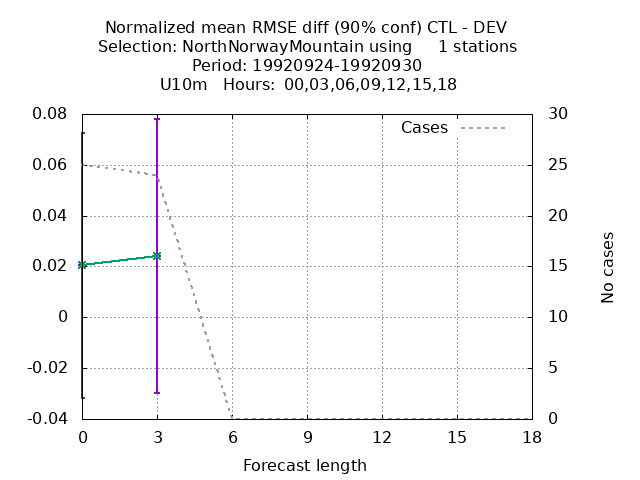 Normalized mean RMSE diff (90% conf) CTL - DEV
Selection: NorthNorwayMountain using 1 stations
Period: 19920924-19920930
U10m Hours: 00,03,06,09,12,15,18
0.08
0.06
0.04
0.02
0
-0.02
-0.04
Cases
30
25
20
15
10
5
0
No cases
0 3 6 9 12 15 18
Forecast length